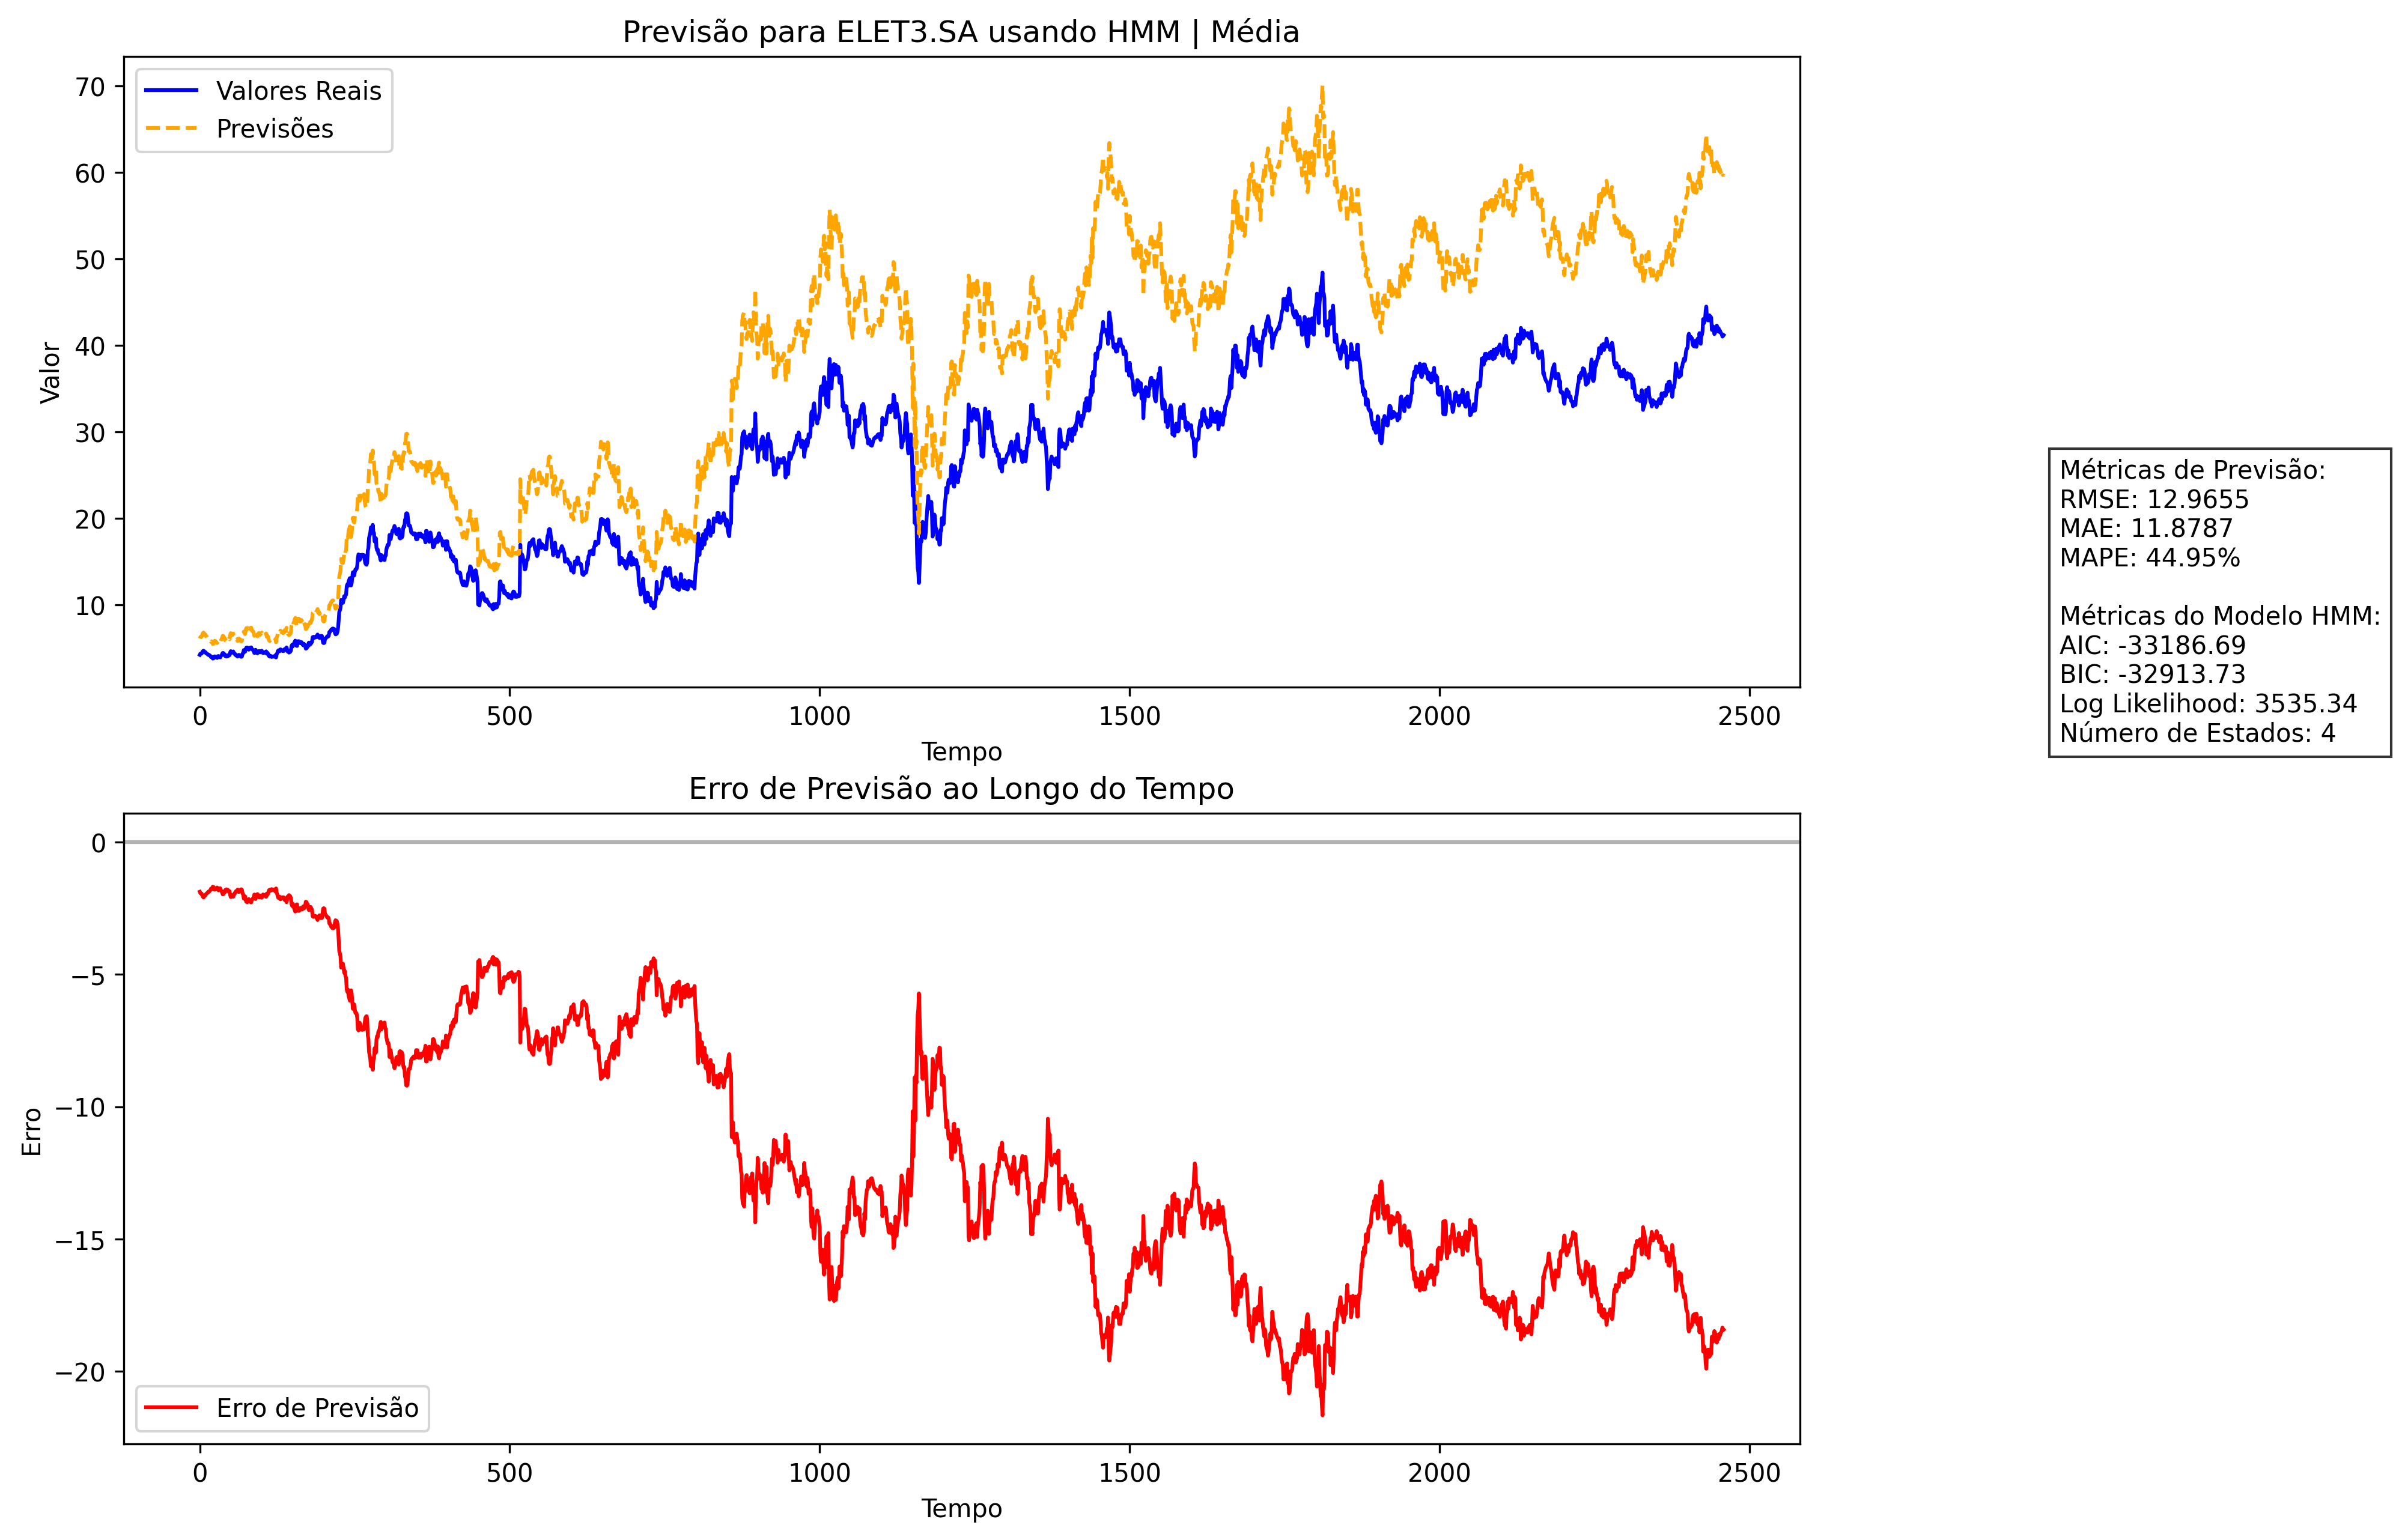 Previsão para ELET3.SA usando HMM | Média
Valores Reais
Previsões
70
60
50
40
30
20
10
Valor
0
500
1000
1500
2000
2500
Tempo
Métricas de Previsão:
RMSE: 12.9655
MAE: 11.8787
MAPE: 44.95%
Métricas do Modelo HMM:
AIC: -33186.69
BIC: -32913.73
Log Likelihood: 3535.34
Número de Estados: 4
Erro de Previsão ao Longo do Tempo
0
−5
−10
−15
−20
Erro
Erro de Previsão
0
500
1000
1500
2000
2500
Tempo